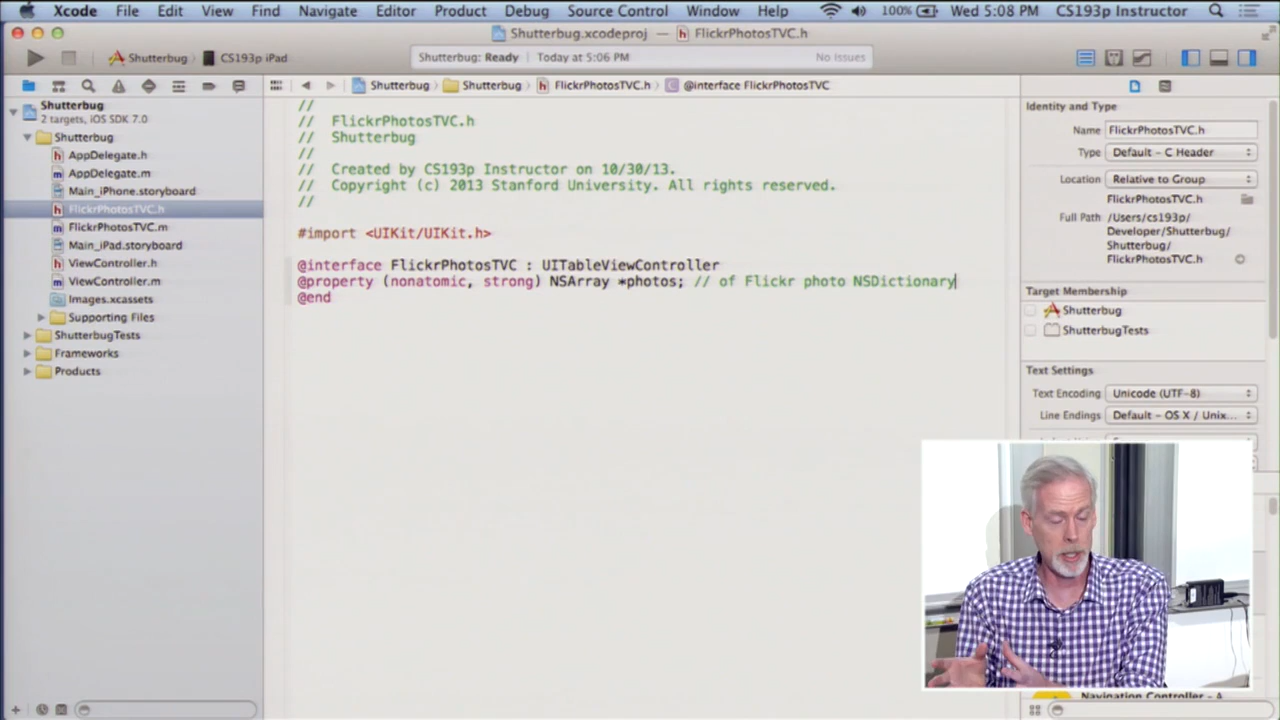 Xcode File Edit View Find Navigate Editor Product Debug Source Control Window Help 100% Wed 5:08 PM CS193p Instructor
Shutterbug.xcodeproj — FlickrPhotosTVC.h
Shutterbug CS193p iPad
Shutterbug: Ready Today at 5:06 PM No Issues
Shutterbug Shutterbug FlickrPhotosTVC.h @interface FlickrPhotosTVC
Shutterbug
2 targets, iOS SDK 7.0
Shutterbug
AppDelegate.h
AppDelegate.m
Main_iPhone.storyboard
FlickrPhotosTVC.h
FlickrPhotosTVC.m
Main_iPad.storyboard
ViewController.h
ViewController.m
Images.xcassets
Supporting Files
ShutterbugTests
Frameworks
Products
//
// FlickrPhotosTVC.h
// Shutterbug
//
// Created by CS193p Instructor on 10/30/13.
// Copyright (c) 2013 Stanford University. All rights reserved.
//
#import <UIKit/UIKit.h>
@interface FlickrPhotosTVC : UITableViewController
@property (nonatomic, strong) NSArray *photos; // of Flickr photo NSDictionary
@end
Identity and Type
Name FlickrPhotosTVC.h
Type Default - C Header
Location Relative to Group
FlickrPhotosTVC.h
Full Path /Users/cs193p/
Developer/Shutterbug/
Shutterbug/
FlickrPhotosTVC.h
Target Membership
Shutterbug
ShutterbugTests
Text Settings
Text Encoding Unicode (UTF-8)
Line Endings Default - OS X / Unix...
Navigation Controller - A